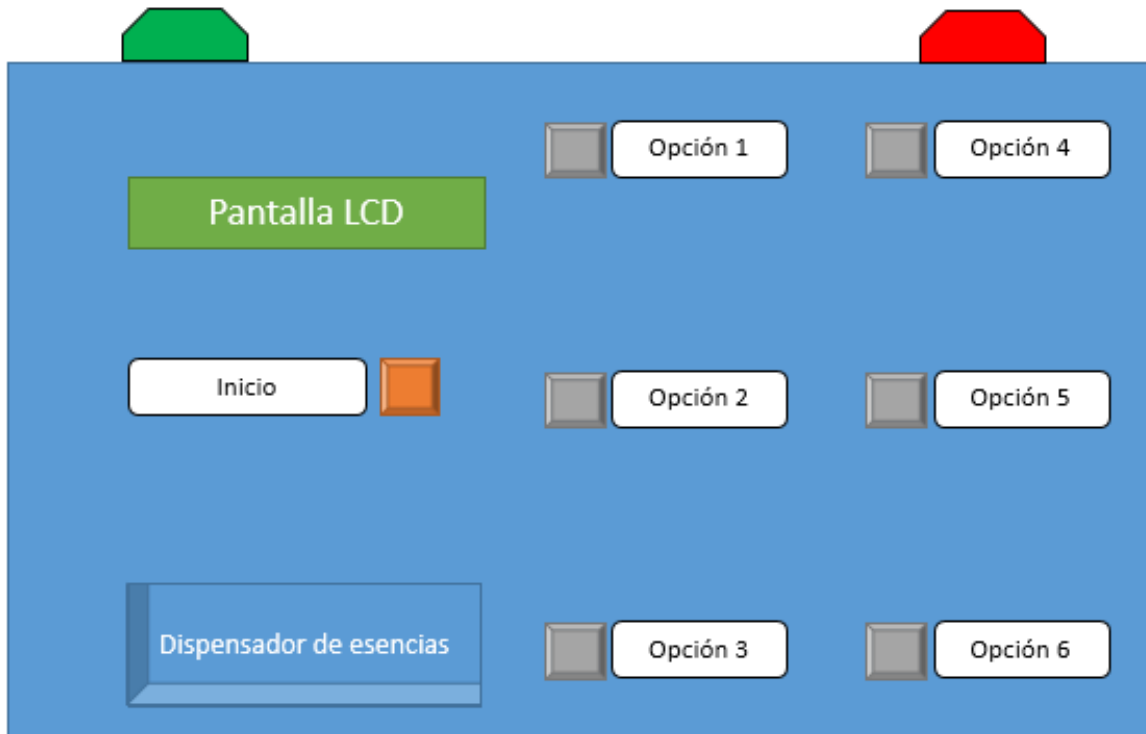 Opción 1
Opción 4
Pantalla LCD
Inicio
Opción 2
Opción 5
Dispensador de esencias
Opción 3
Opción 6